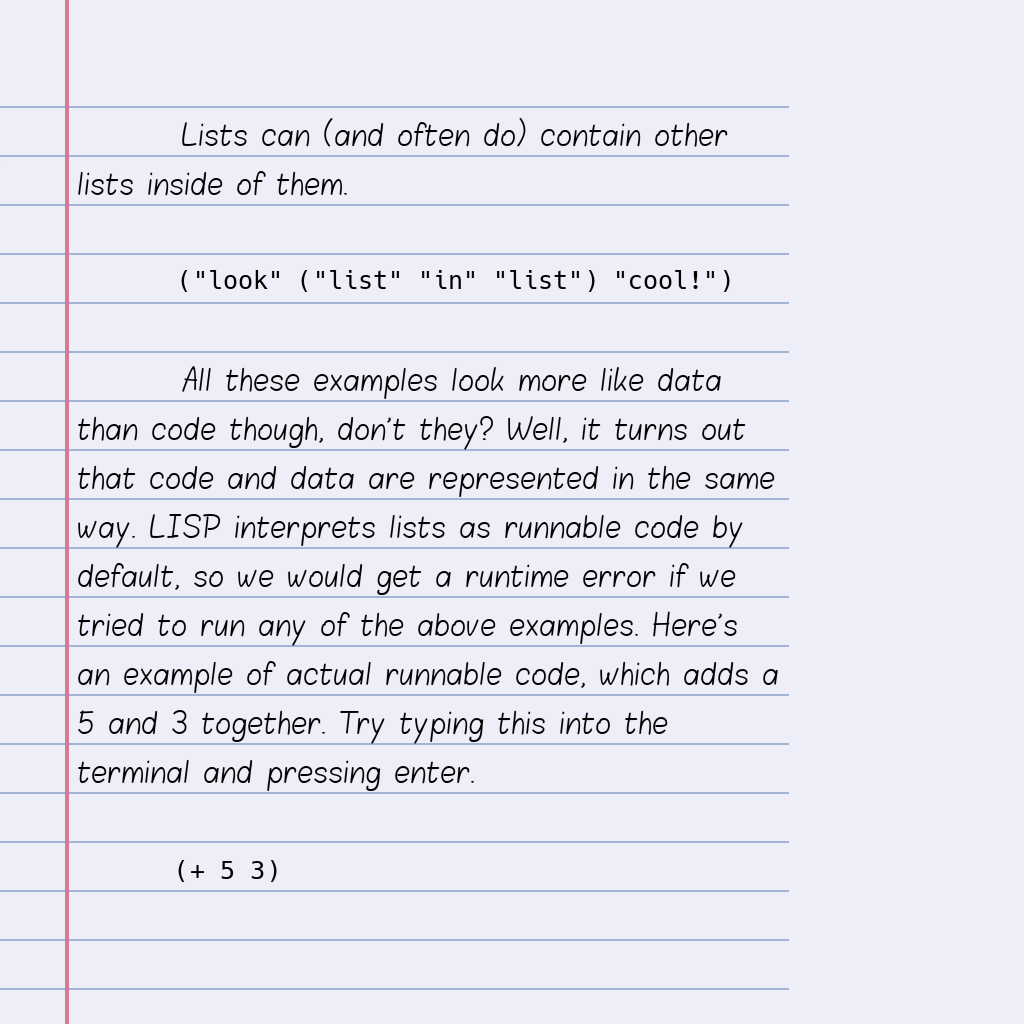 Lists can (and often do) contain other
lists inside of them.
("look" ("list" "in" "list") "cool!")
All these examples look more like data
than code though, don't they? Well, it turns out
that code and data are represented in the same
way. LISP interprets lists as runnable code by
default, so we would get a runtime error if we
tried to run any of the above examples. Here's
an example of actual runnable code, which adds a
5 and 3 together. Try typing this into the
terminal and pressing enter.
(+ 5 3)